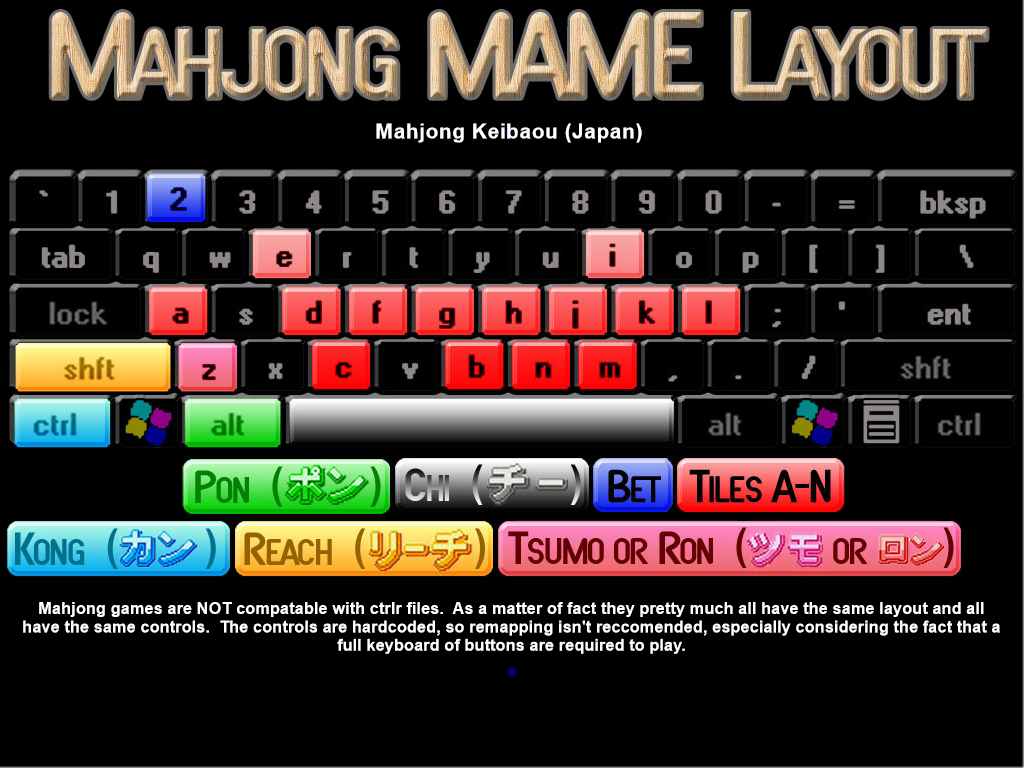 MAHJONG MAME LAYOUT
Mahjong Keibaou (Japan)
` 1 2 3 4 5 6 7 8 9 0 - = bksp
tab q w e r t y u i o p [ ] \
lock a s d f g h j k l ; ' ent
shft z x c v b n m , . / shft
ctrl alt alt ctrl
PON (ポン) CHI (チー) BET TILES A-N
KONG (カン) REACH (リーチ) TSUMO OR RON (ツモ OR ロン)
Mahjong games are NOT compatable with ctrlr files. As a matter of fact they pretty much all have the same layout and all
have the same controls. The controls are hardcoded, so remapping isn't reccomended, especially considering the fact that a
full keyboard of buttons are required to play.